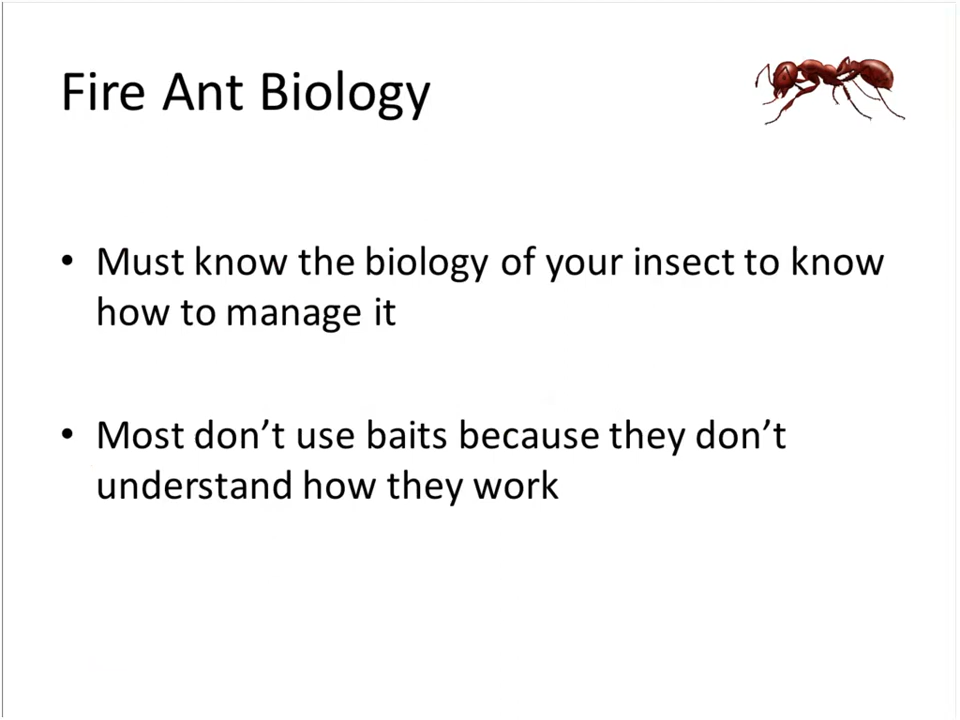 Fire Ant Biology
• Must know the biology of your insect to know
how to manage it
• Most don’t use baits because they don’t
understand how they work